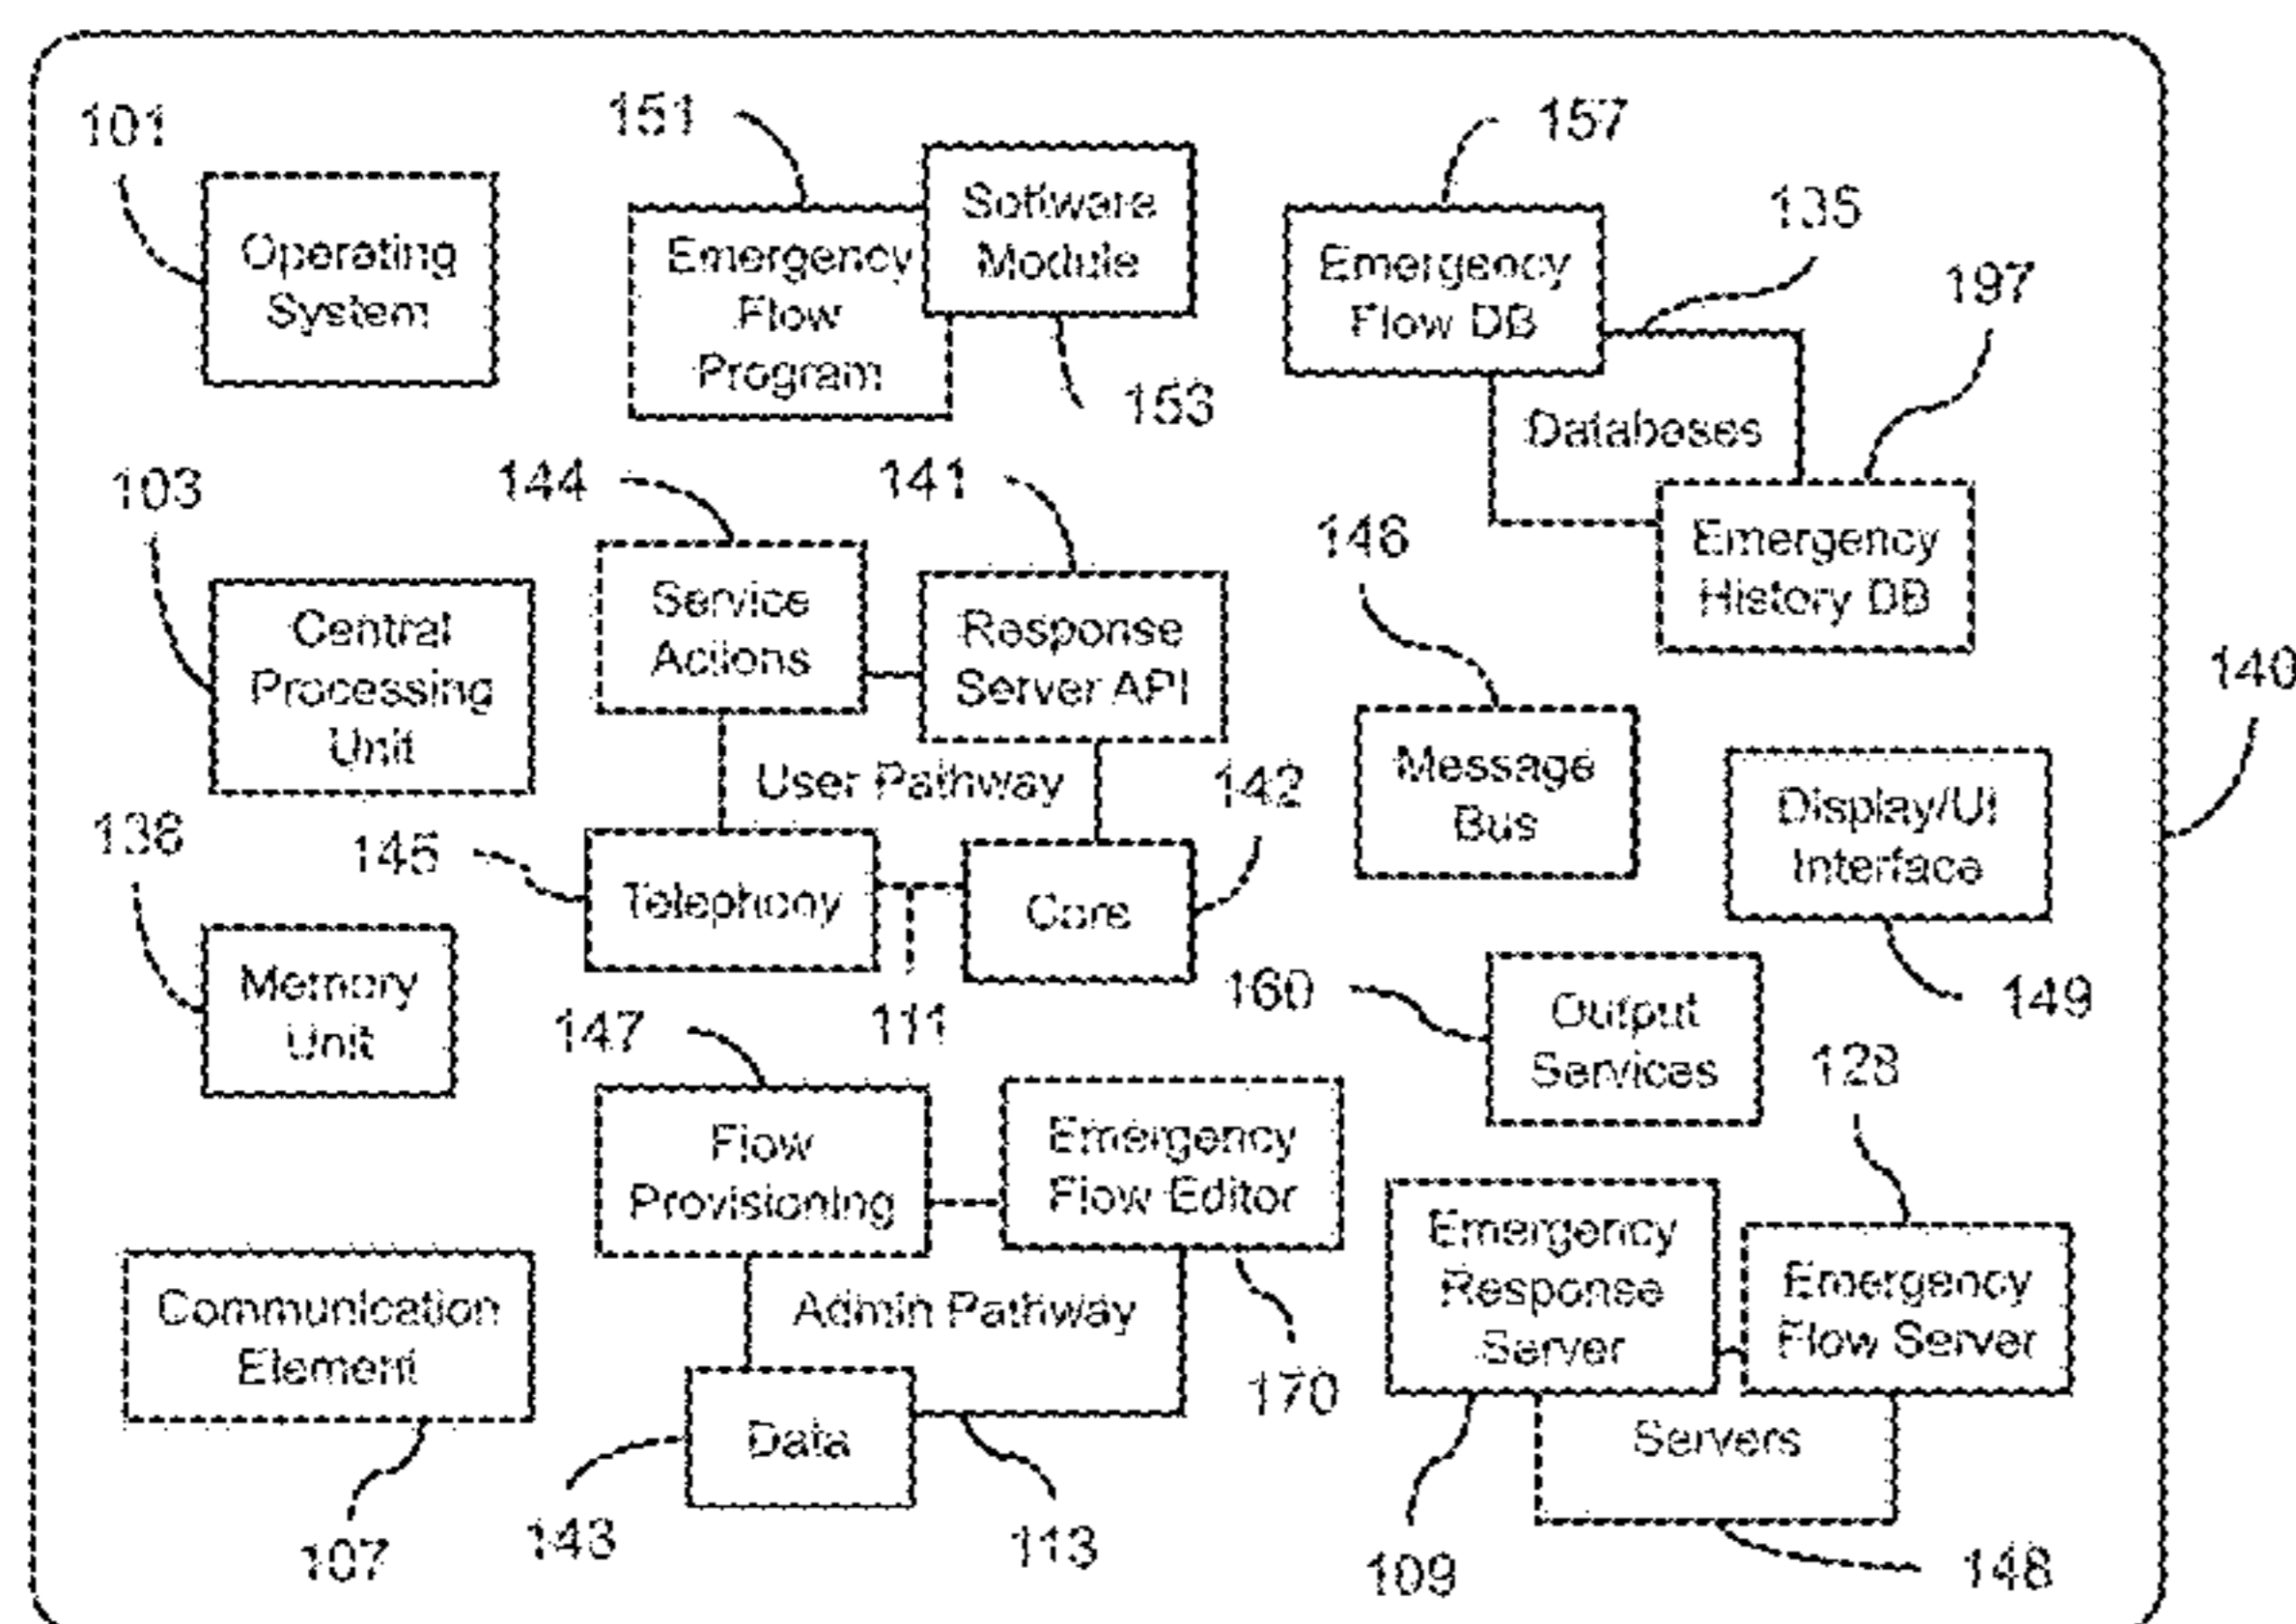 101
Operating
System
151
Emergency
Flow
Program
Software
Module
153
157
Emergency
Flow DB
135
197
Databases
Emergency
History DB
103
Central
Processing
Unit
144
Service
Actions
141
Response
Server API
User Pathway
142
145
Telephony
Core
111
146
Message
Bus
140
Display/UI
Interface
149
136
Memory
Unit
160
Output
Services
147
Flow
Provisioning
Emergency
Flow Editor
170
Admin Pathway
Data
143
113
Communication
Element
107
128
Emergency
Response
Server
Emergency
Flow Server
Servers
109
148